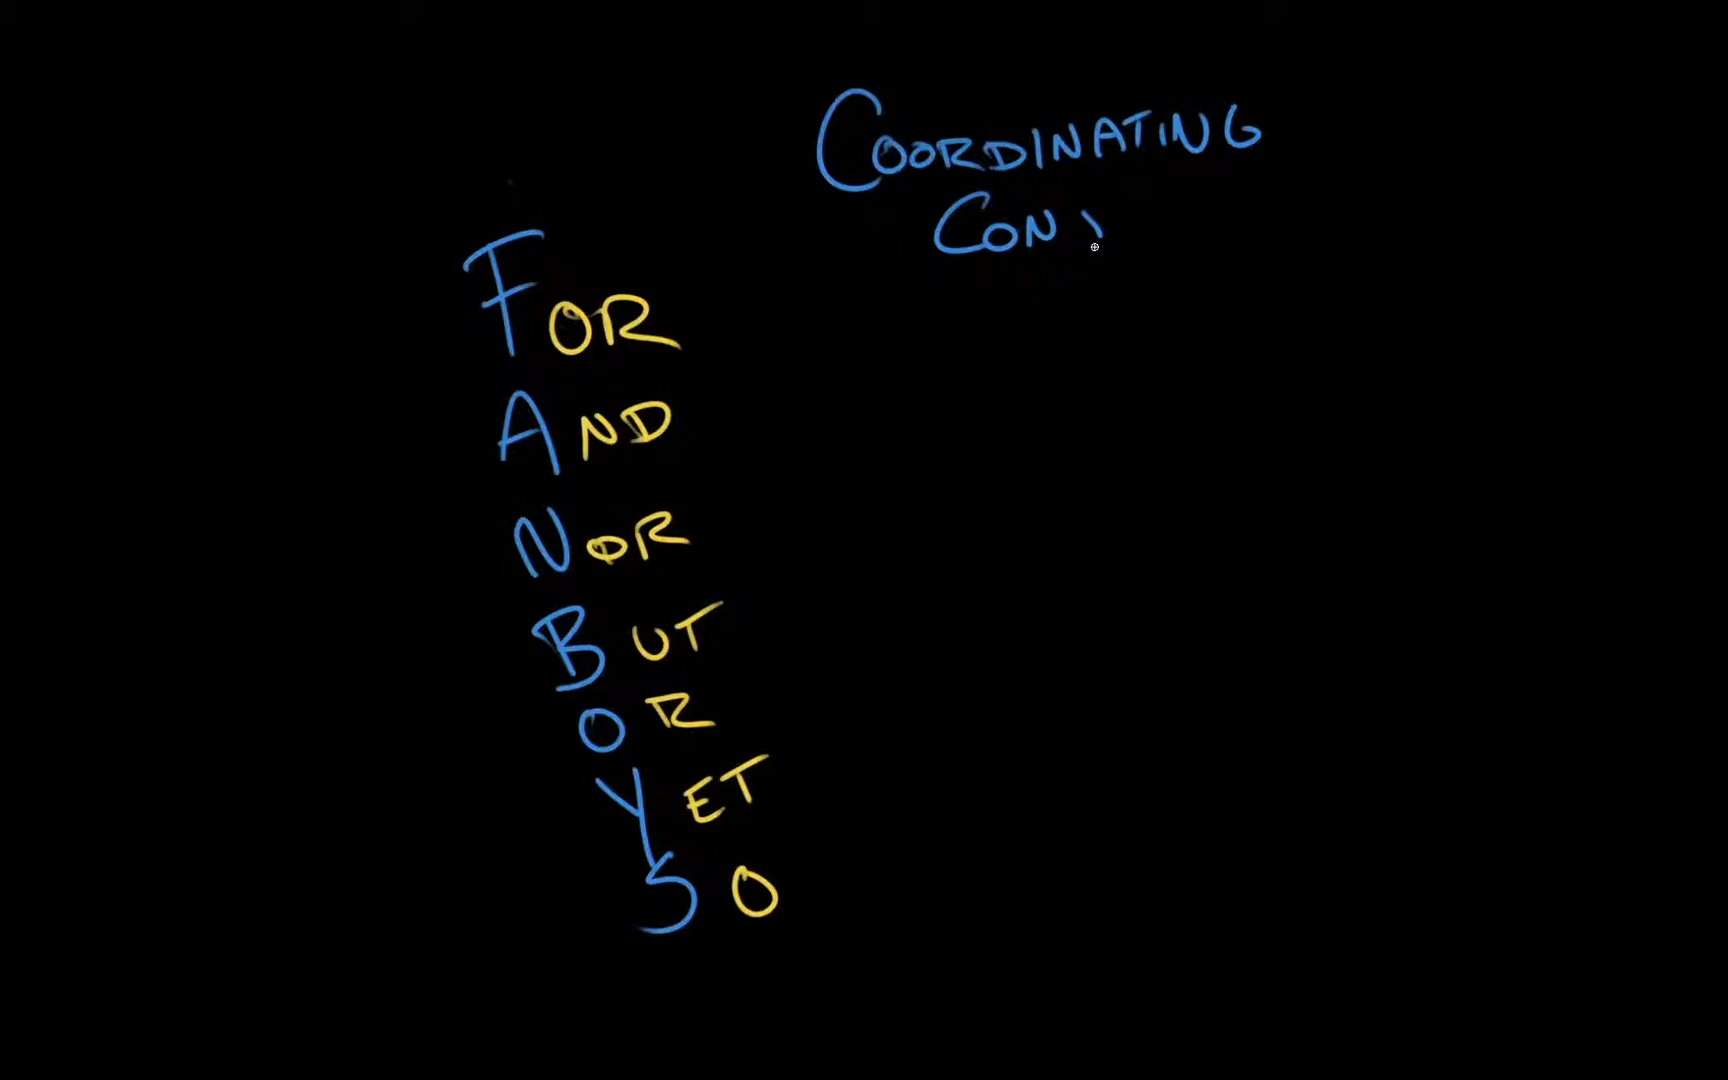 COORDINATING
CON
FOR
AND
NOR
BUT
OR
YET
SO